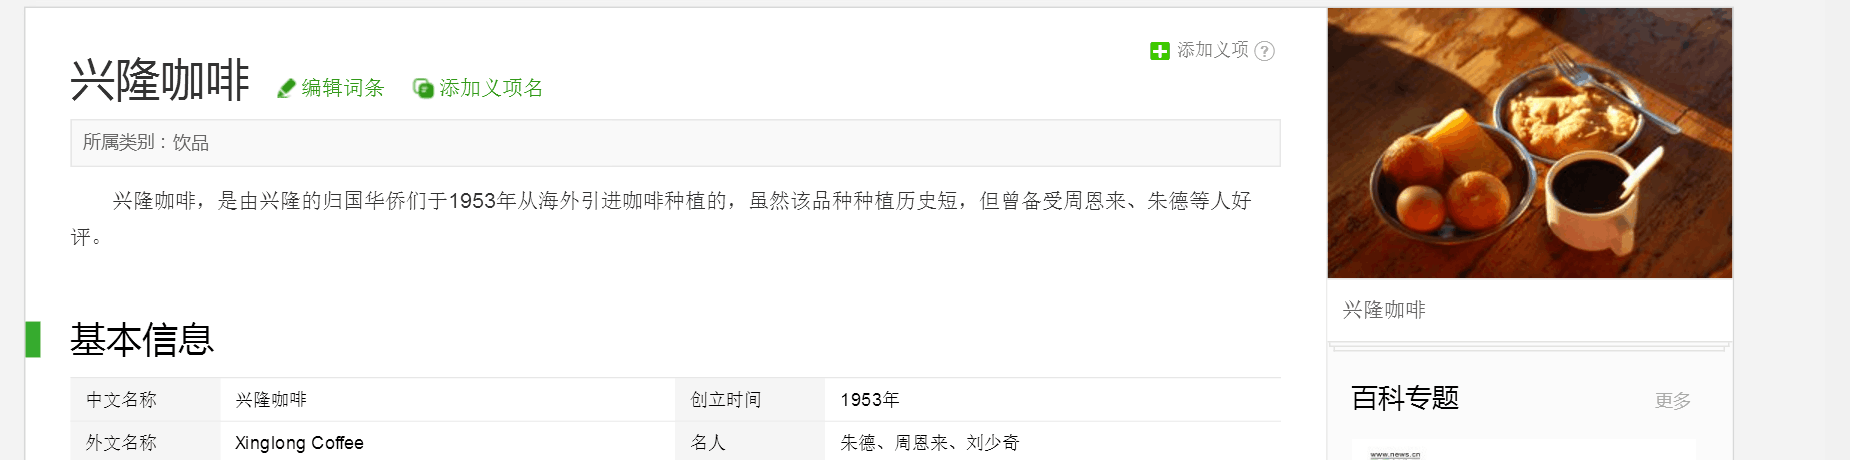 添加义项 ?
兴隆咖啡 编辑词条 添加义项名
所属类别：饮品
兴隆咖啡，是由兴隆的归国华侨们于1953年从海外引进咖啡种植的，虽然该品种种植历史短，但曾备受周恩来、朱德等人好
评。
基本信息
中文名称 兴隆咖啡 创立时间 1953年
外文名称 Xinglong Coffee 名人 朱德、周恩来、刘少奇
兴隆咖啡
百科专题 更多
www.news.cn